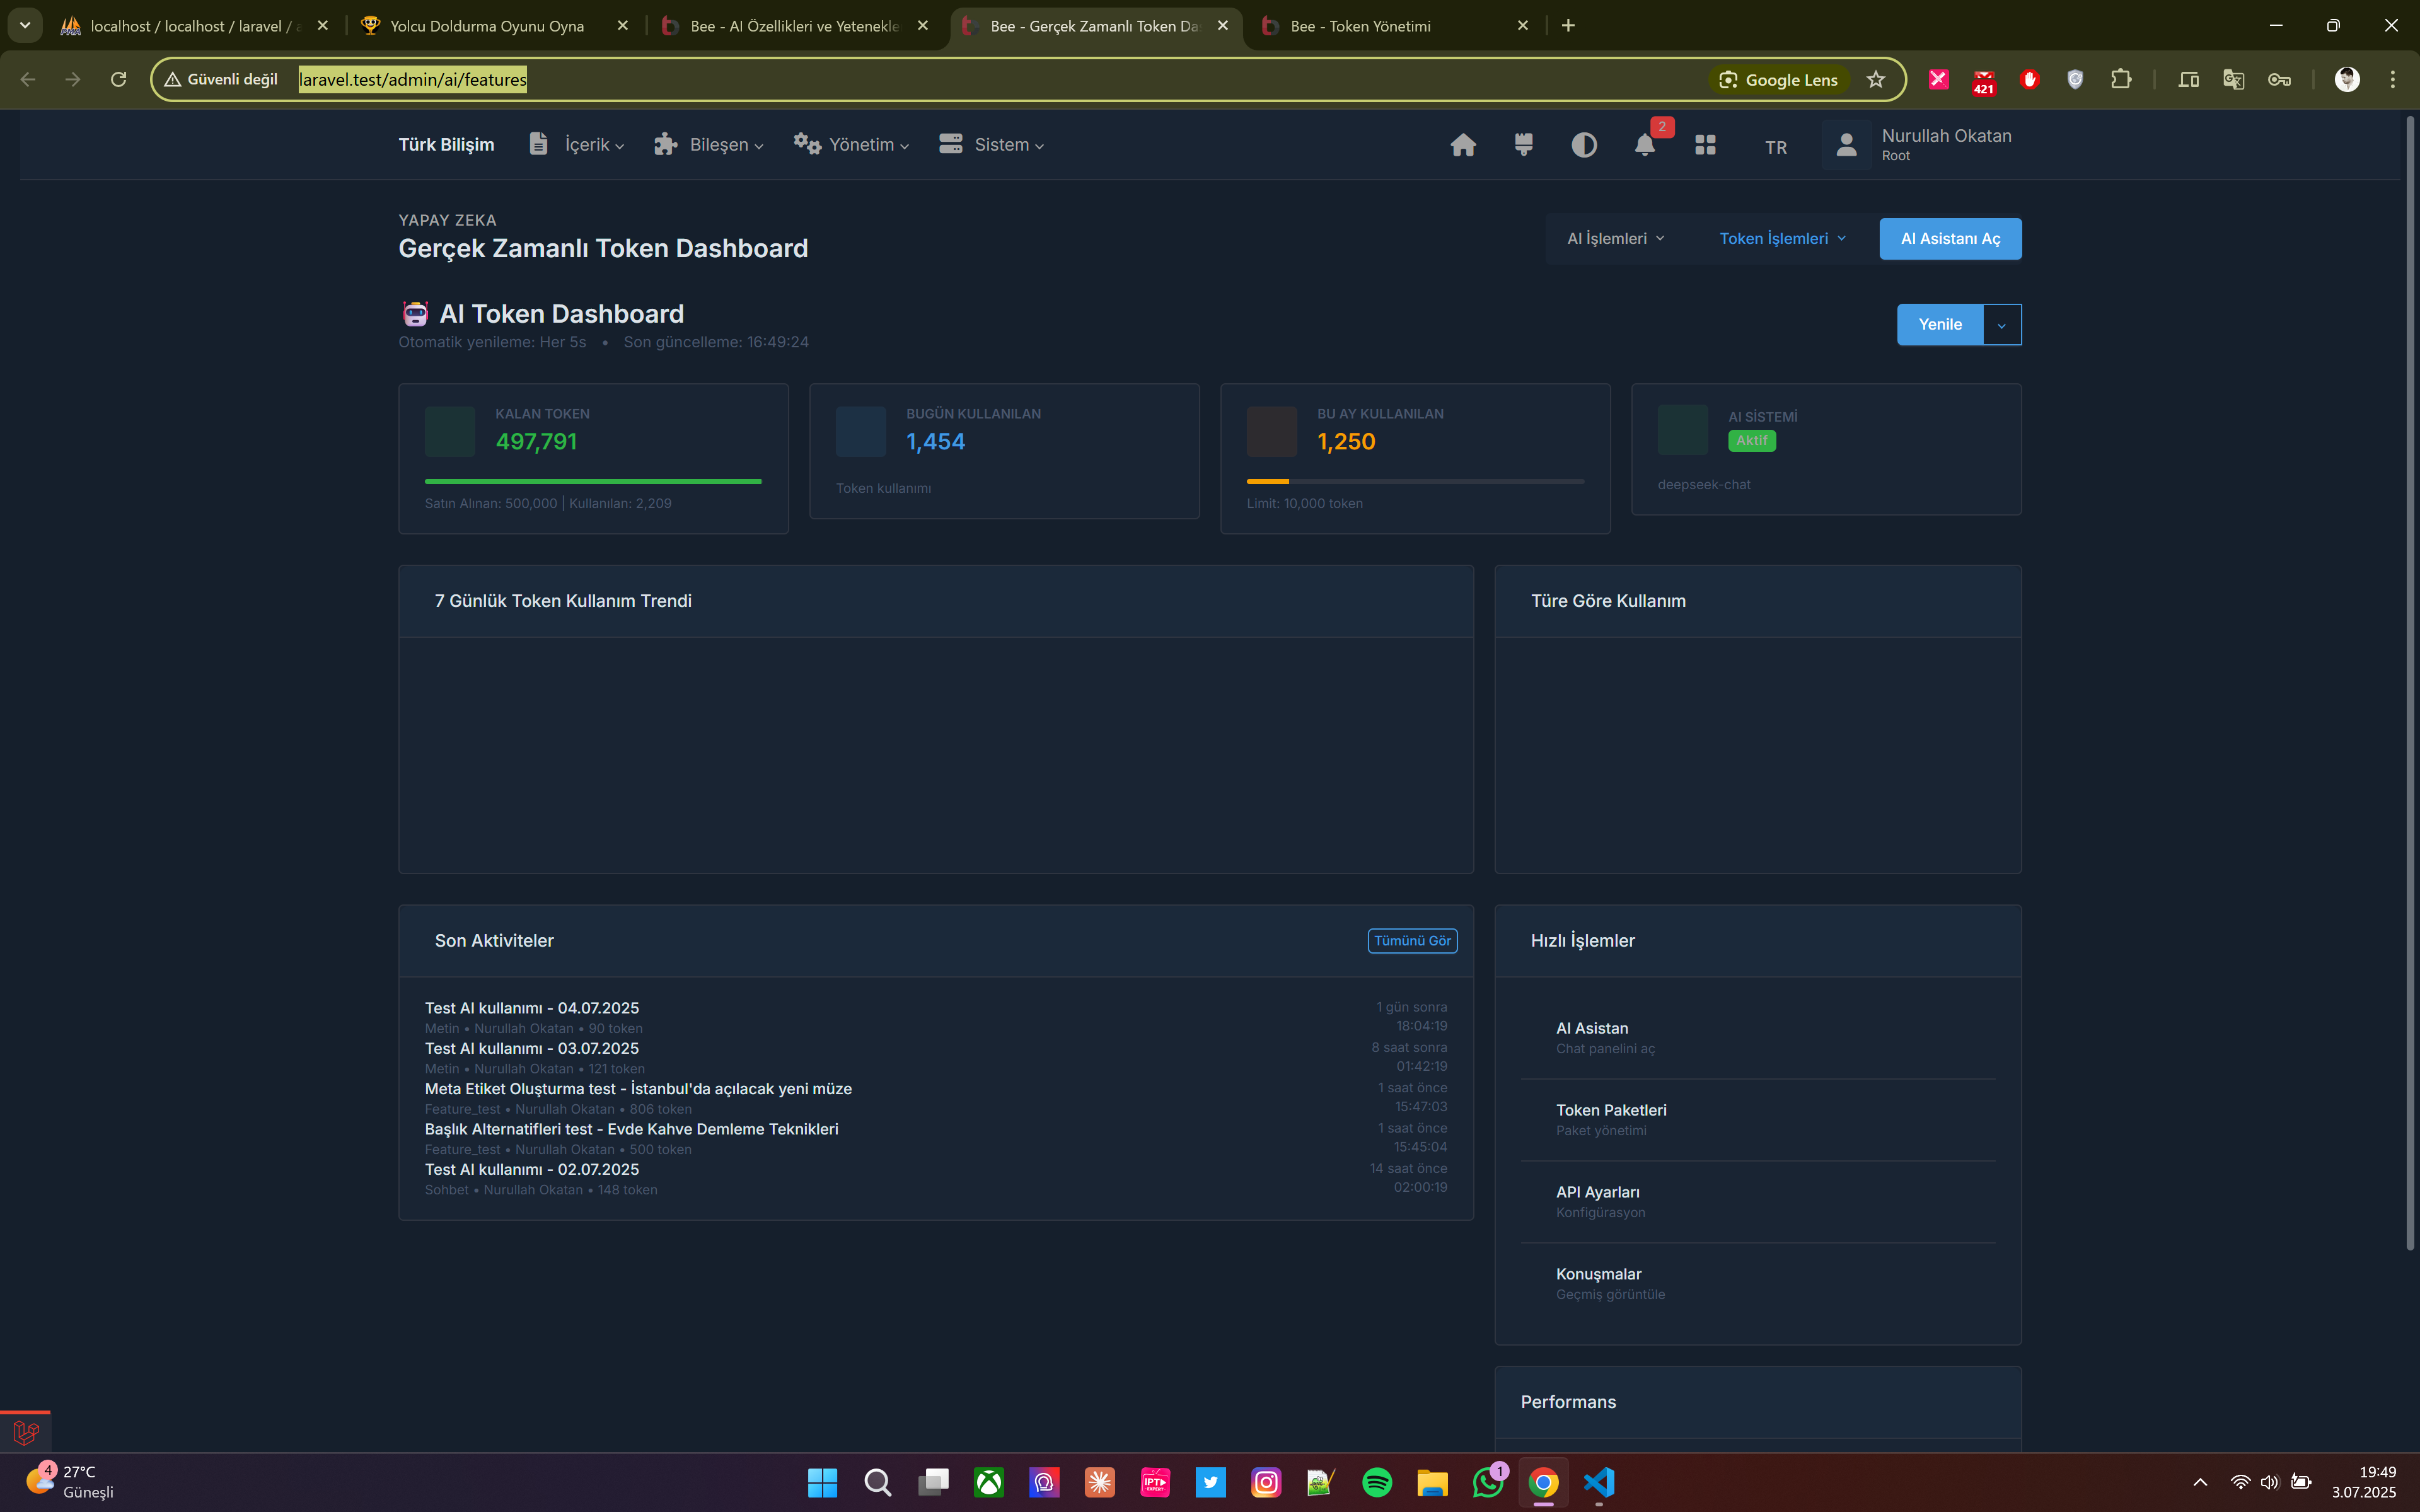 localhost / localhost / laravel / a
Yolcu Doldurma Oyunu Oyna
Bee - AI Özellikleri ve Yetenekle
Bee - Gerçek Zamanlı Token Da
Bee - Token Yönetimi
Güvenli değil
laravel.test/admin/ai/features
Google Lens
421
Türk Bilişim
İçerik
Bileşen
Yönetim
Sistem
2
TR
Nurullah Okatan
Root
YAPAY ZEKA
Gerçek Zamanlı Token Dashboard
AI İşlemleri
Token İşlemleri
AI Asistanı Aç
AI Token Dashboard
Otomatik yenileme: Her 5s • Son güncelleme: 16:49:24
Yenile
KALAN TOKEN
497,791
Satın Alınan: 500,000 | Kullanılan: 2,209
BUGÜN KULLANILAN
1,454
Token kullanımı
BU AY KULLANILAN
1,250
Limit: 10,000 token
AI SİSTEMİ
Aktif
deepseek-chat
7 Günlük Token Kullanım Trendi
Türe Göre Kullanım
Son Aktiviteler
Tümünü Gör
Test AI kullanımı - 04.07.2025
1 gün sonra
Metin • Nurullah Okatan • 90 token
18:04:19
Test AI kullanımı - 03.07.2025
8 saat sonra
Metin • Nurullah Okatan • 121 token
01:42:19
Meta Etiket Oluşturma test - İstanbul'da açılacak yeni müze
1 saat önce
Feature_test • Nurullah Okatan • 806 token
15:47:03
Başlık Alternatifleri test - Evde Kahve Demleme Teknikleri
1 saat önce
Feature_test • Nurullah Okatan • 500 token
15:45:04
Test AI kullanımı - 02.07.2025
14 saat önce
Sohbet • Nurullah Okatan • 148 token
02:00:19
Hızlı İşlemler
AI Asistan
Chat panelini aç
Token Paketleri
Paket yönetimi
API Ayarları
Konfigürasyon
Konuşmalar
Geçmiş görüntüle
Performans
4
27°C
Güneşli
IPTV
EXPERT
1
19:49
3.07.2025